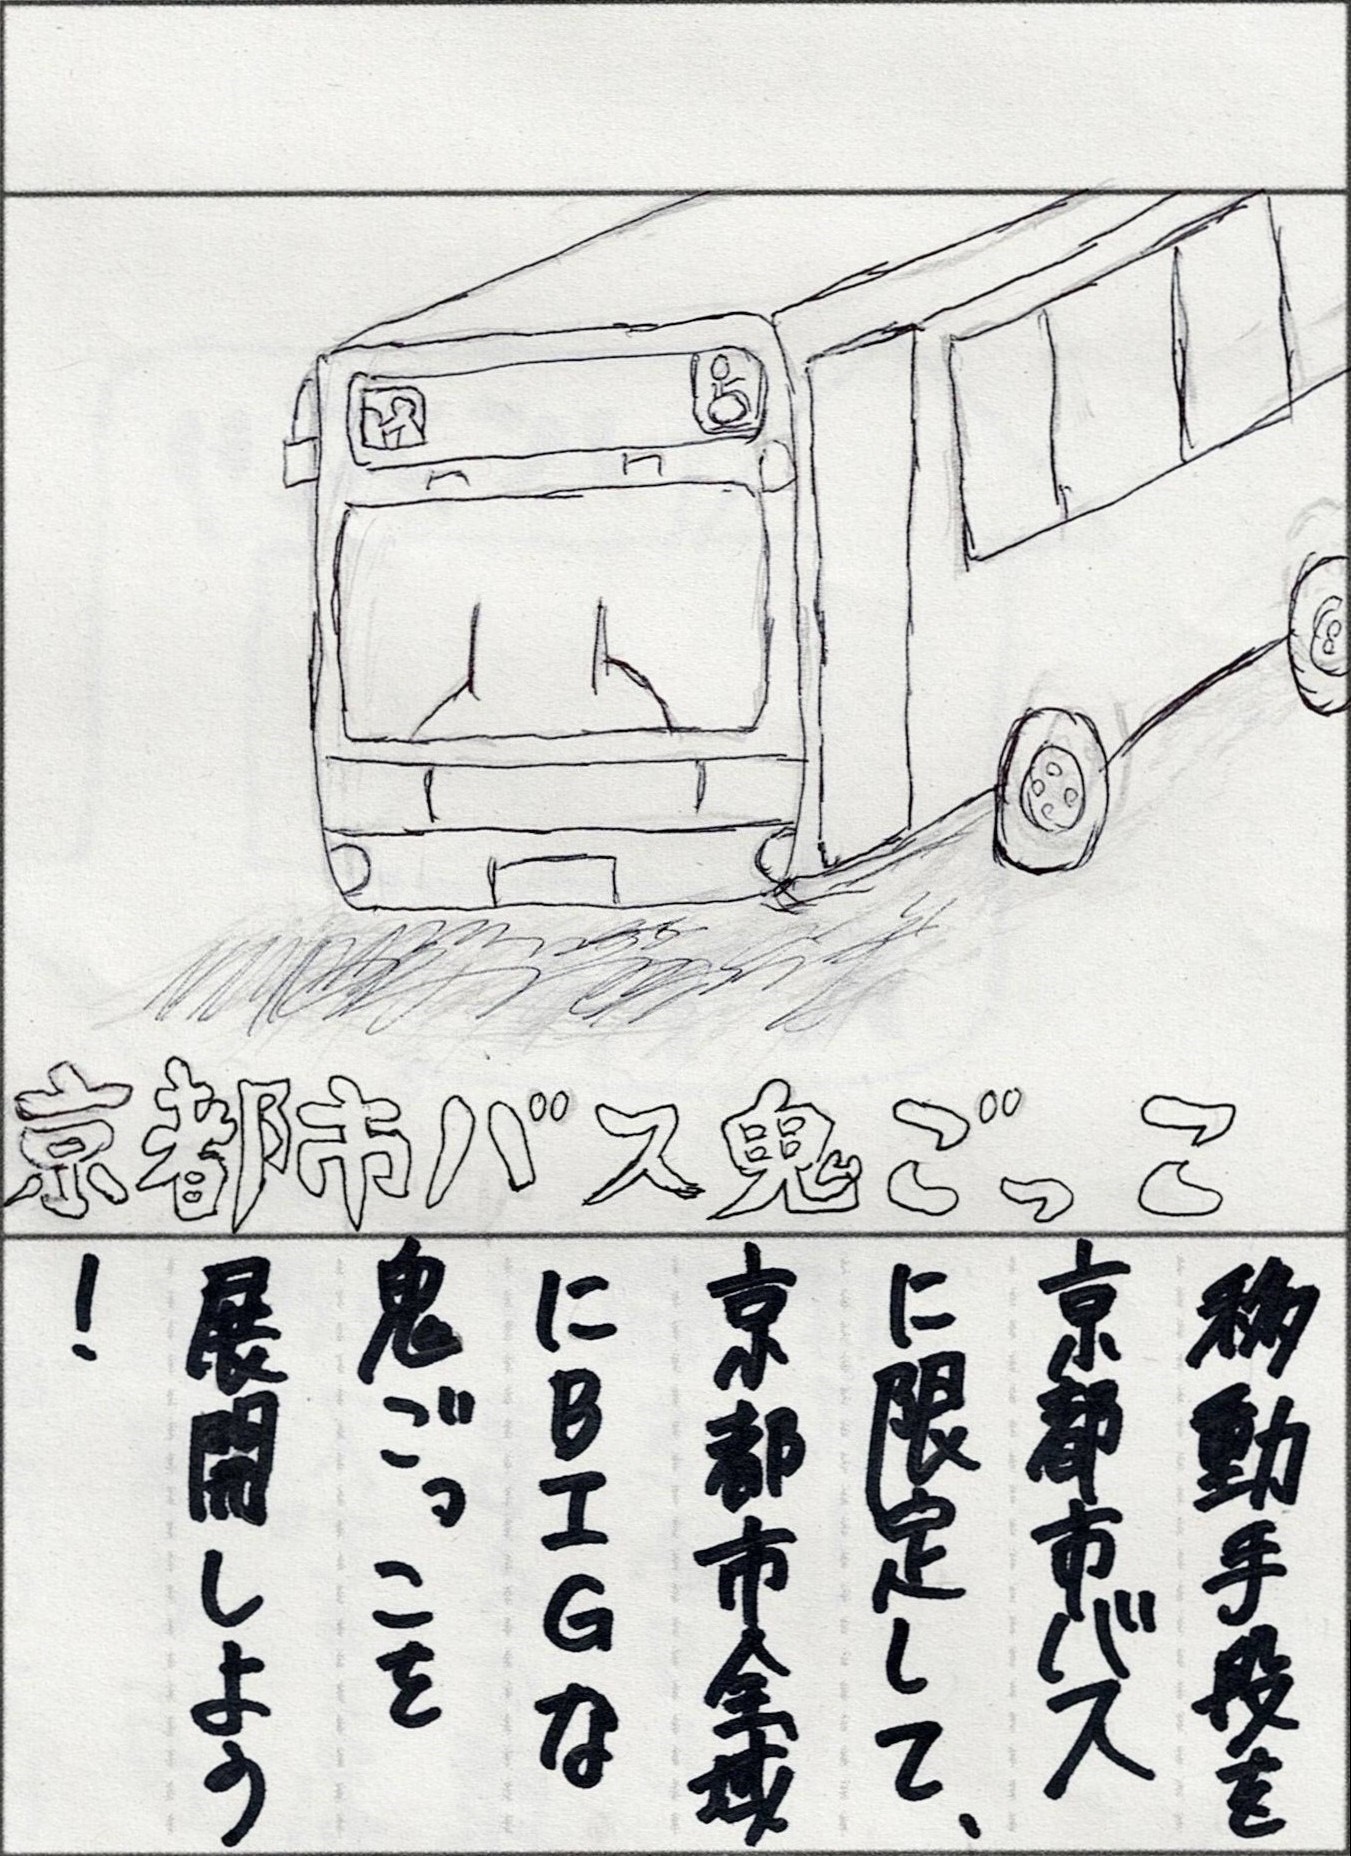 京都市バス鬼ごっこ
移動手段を
京都市バス
に限定して、
京都市全域
にBIGな
鬼ごっこを
展開しよう
！